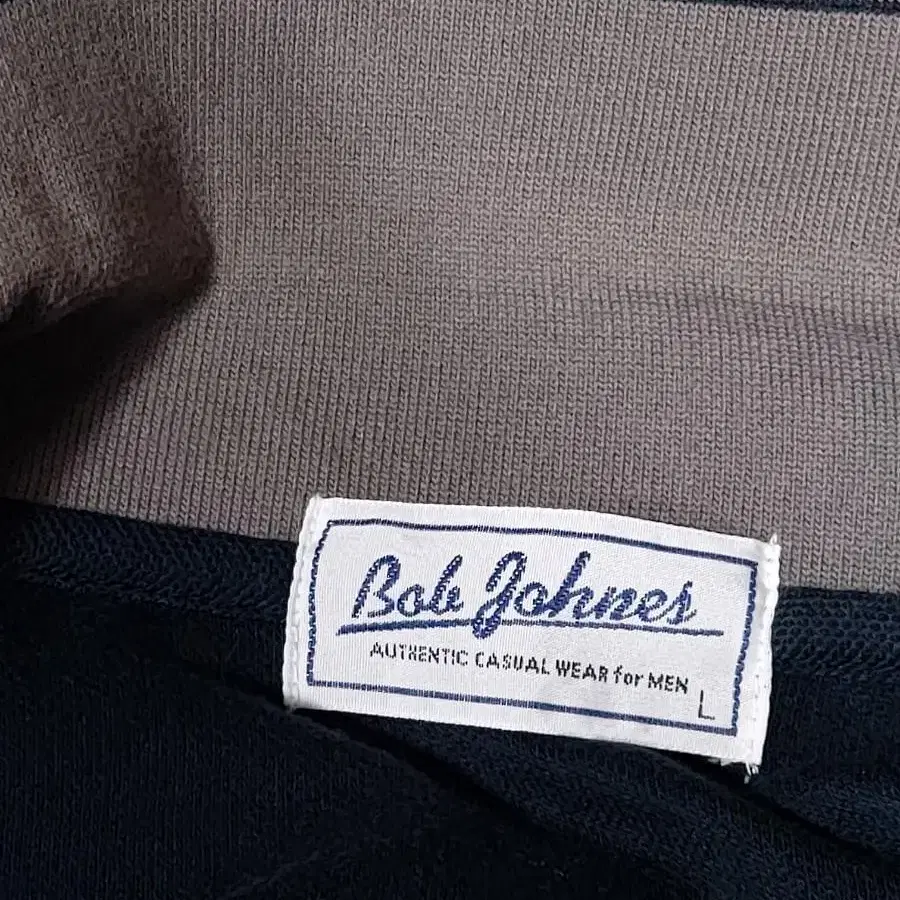 Bob Johnes
AUTHENTIC CASUAL WEAR for MEN
L